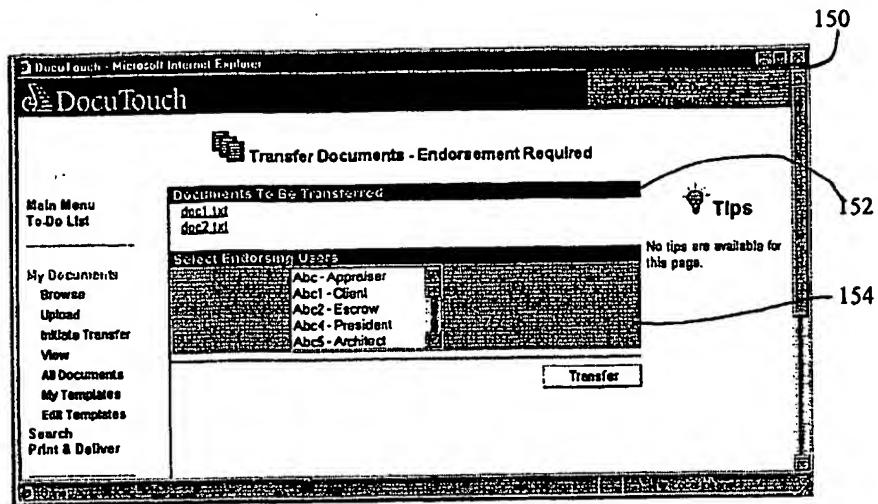 150
DocuTouch - Microsoft Internet Explorer
DocuTouch
Transfer Documents - Endorsement Required
Documents To Be Transferred
doc1.txt
doc2.txt
152
Tips
No tips are available for
this page.
Main Menu
To-Do List
My Documents
Browse
Upload
Initiate Transfer
View
All Documents
My Templates
Edit Templates
Search
Print & Deliver
Select Endorsing Users
Abc - Appraiser
Abc1 - Client
Abc2 - Escrow
Abc4 - President
Abc5 - Architect
154
Transfer